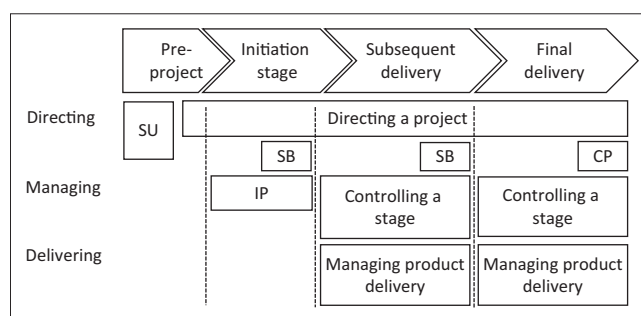 Pre-
project
Initiation
stage
Subsequent
delivery
Final
delivery
Directing
SU
Directing a project
SB
SB
CP
Managing
IP
Controlling a
stage
Controlling a
stage
Delivering
Managing product
delivery
Managing product
delivery